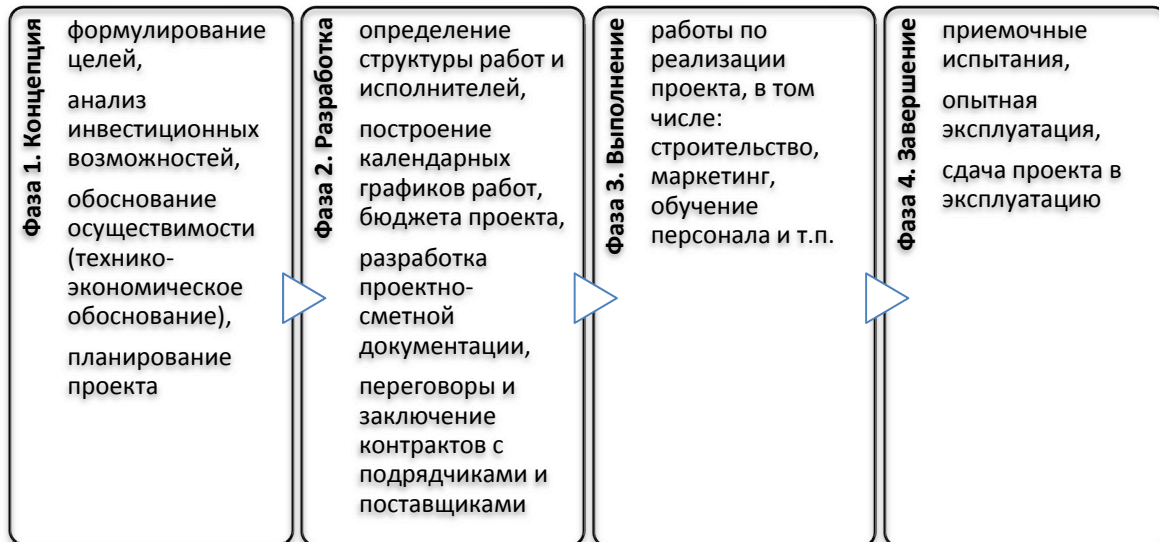 Фаза 1. Концепция
формулирование
целей,
анализ
инвестиционных
возможностей,
обоснование
осуществимости
(технико-
экономическое
обоснование),
планирование
проекта
Фаза 2. Разработка
определение
структуры работ и
исполнителей,
построение
календарных
графиков работ,
бюджета проекта,
разработка
проектно-
сметной
документации,
переговоры и
заключение
контрактов с
подрядчиками и
поставщиками
Фаза 3. Выполнение
работы по
реализации
проекта, в том
числе:
строительство,
маркетинг,
обучение
персонала и т.п.
Фаза 4. Завершение
приемочные
испытания,
опытная
эксплуатация,
сдача проекта в
эксплуатацию